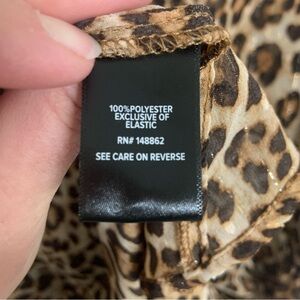 100%POLYESTER
EXCLUSIVE OF
ELASTIC
RN# 148862
SEE CARE ON REVERSE